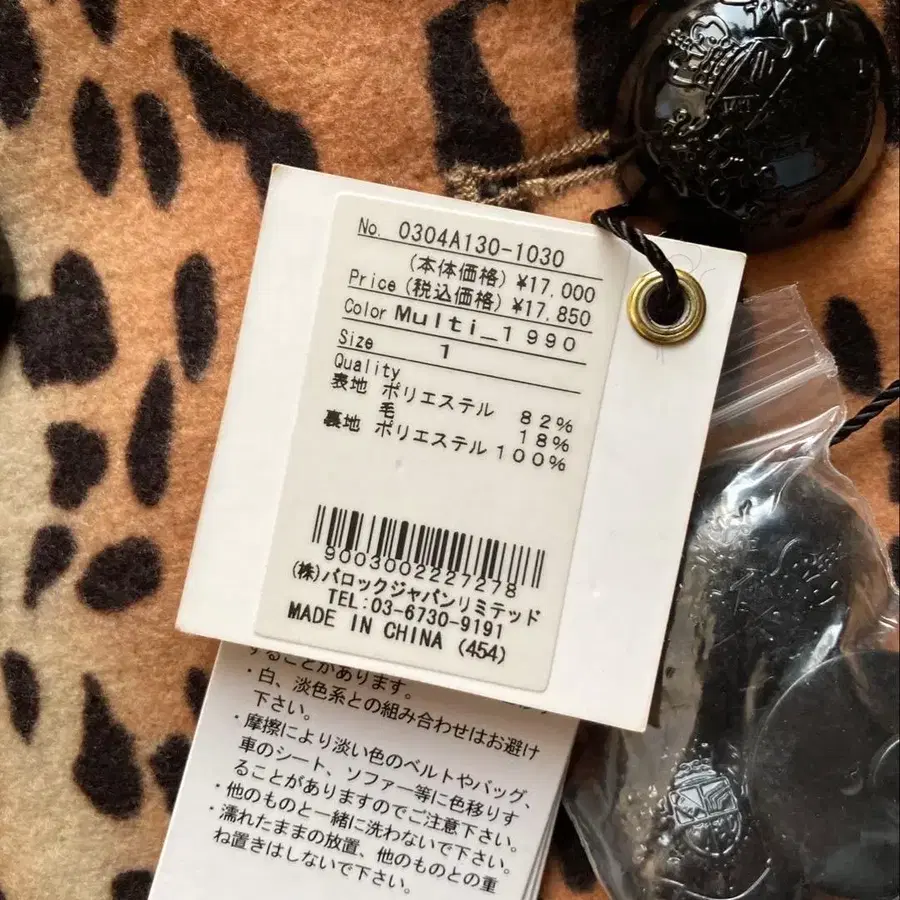 No. 0304A130-1030
(本体価格) ¥17,000
Price (税込価格) ¥17,850
Color Multi_1 990
Size 1
Quality
表地 ポリエステル 82%
毛 18%
裏地 ポリエステル 100%
9003002227278
(株)バロックジャパンリミテッド
TEL:03-6730-9191
MADE IN CHINA (454)
することがあります。
・白、淡色系との組み合わせはお避け
下さい。
・摩擦により淡い色のベルトやバッグ、
車のシート、ソファー等に色移りす
ることがありますのでご注意下さい。
・他のものと一緒に洗わないで下さい。
・濡れたままの放置、他のものとの重
ね置きはしないで下さい。